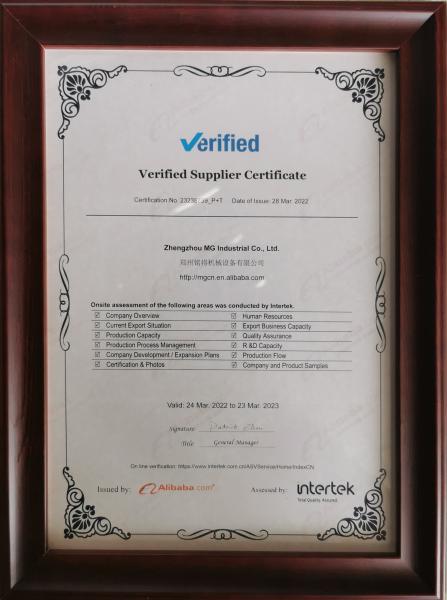 Verified
Verified Supplier Certificate
Certification No. P+T Date of Issue: 28 Mar. 2022
Zhengzhou MG Industrial Co., Ltd.
郑州铭将机械设备有限公司
http://mgcn.en.alibaba.com
Onsite assessment of the following areas was conducted by Intertek.
☑ Company Overview ☑ Human Resources
☑ Current Export Situation ☑ Export Business Capacity
☑ Production Capacity ☑ Quality Assurance
☑ Production Process Management ☑ R &D Capacity
☑ Company Development / Expansion Plans ☑ Production Flow
☑ Certification & Photos ☑ Company and Product Samples
Valid: 24 Mar. 2022 to 23 Mar. 2023
Signature:
Title: General Manager
On line verification: https://www.intertek.com.cn/ASVService/Home/IndexCN
Issued by: Alibaba.com® Assessed by: intertek
Total Quality. Assured.